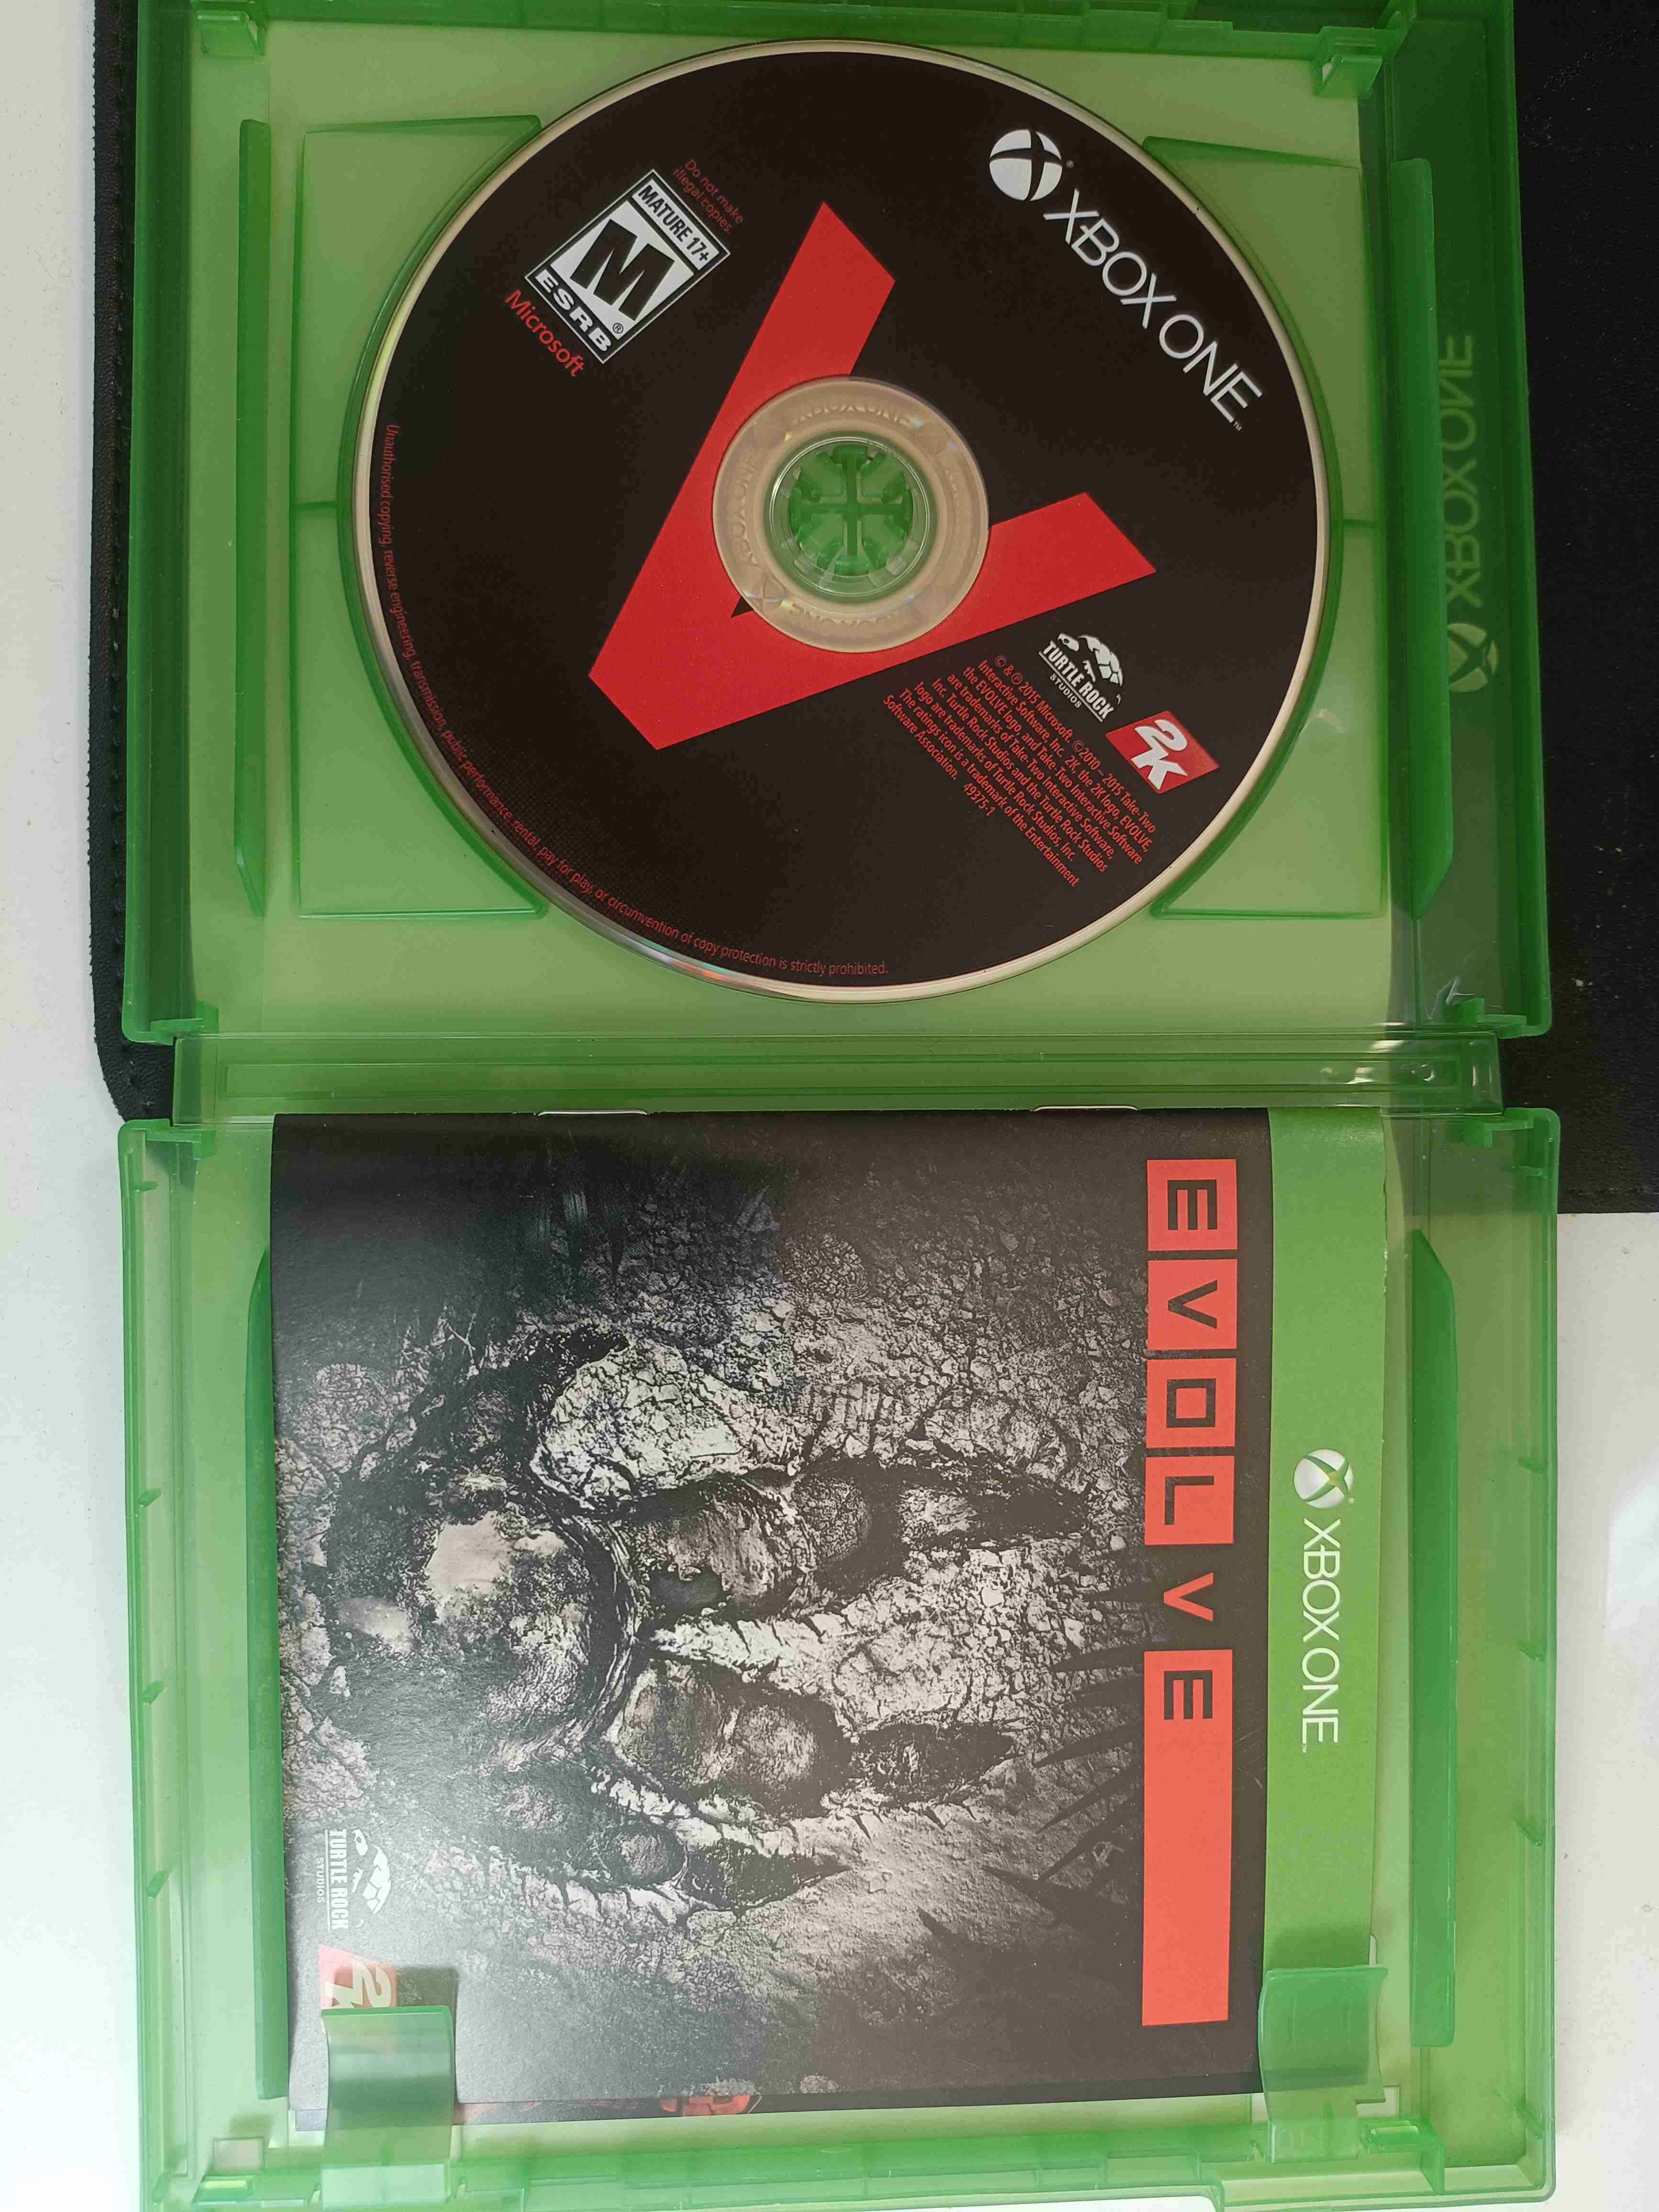 XBOX ONE™
Do not make
illegal copies.
MATURE 17+
M
ESRB®
Microsoft
TURTLE ROCK
STUDIOS
2K
© & ℗ 2015 Microsoft. ©2010 – 2015 Take-Two
Interactive Software, Inc. 2K, the 2K logo, EVOLVE,
the EVOLVE logo, and Take-Two Interactive Software
are trademarks of Take-Two Interactive Software,
Inc. Turtle Rock Studios and the Turtle Rock Studios
logo are trademarks of Turtle Rock Studios, Inc.
The ratings icon is a trademark of the Entertainment
Software Association. 49375-1
Unauthorised copying, reverse engineering, transmission, public performance, rental, pay for play, or circumvention of copy protection is strictly prohibited.
XBOX ONE
XBOX ONE
EVOLVE
TURTLE ROCK
STUDIOS
2K